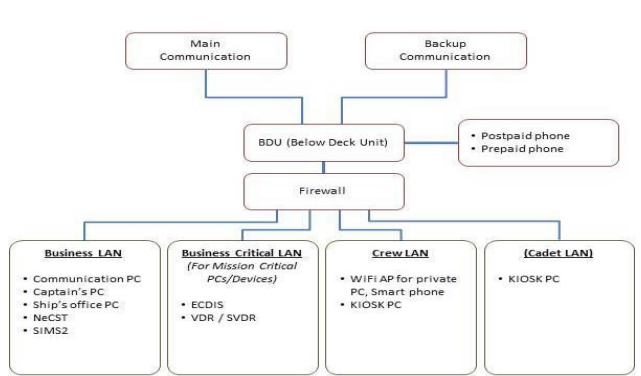 Main
Communication
Backup
Communication
BDU (Below Deck Unit)
• Postpaid phone
• Prepaid phone
Firewall
Business LAN
• Communication PC
• Captain's PC
• Ship's office PC
• NeCST
• SIMS2
Business Critical LAN
(For Mission Critical
PCs/Devices)
• ECDIS
• VDR / SVDR
Crew LAN
• WiFi AP for private
PC, Smart phone
• KIOSK PC
(Cadet LAN)
• KIOSK PC